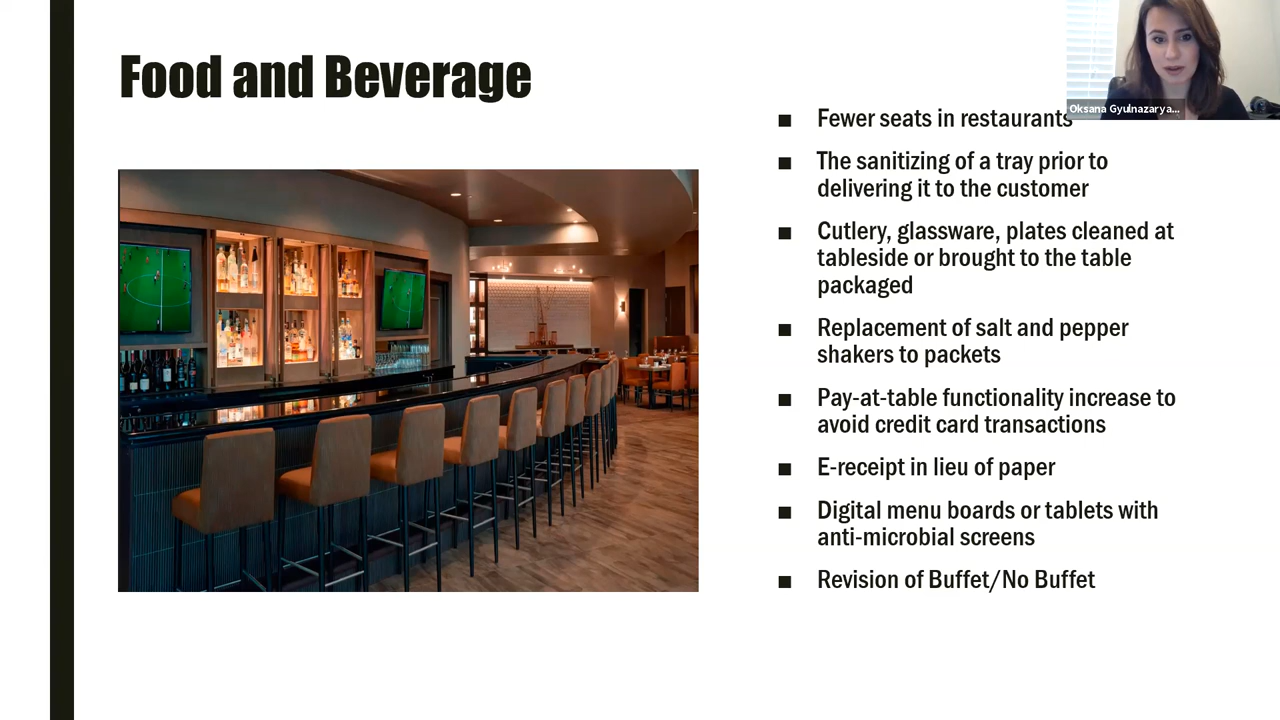 Food and Beverage
Oksana Gyulnazarya...
■ Fewer seats in restaurants
■ The sanitizing of a tray prior to
delivering it to the customer
■ Cutlery, glassware, plates cleaned at
tableside or brought to the table
packaged
■ Replacement of salt and pepper
shakers to packets
■ Pay-at-table functionality increase to
avoid credit card transactions
■ E-receipt in lieu of paper
■ Digital menu boards or tablets with
anti-microbial screens
■ Revision of Buffet/No Buffet